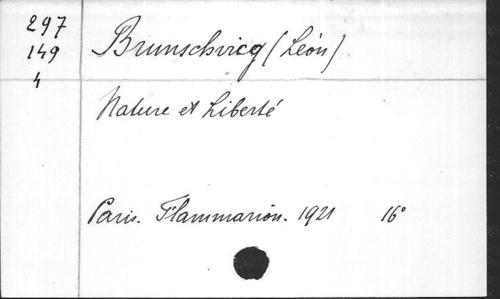 297
149
4
Brunschvicg (Léon)
Nature et Liberté
Paris. Flammarion. 1921 16°